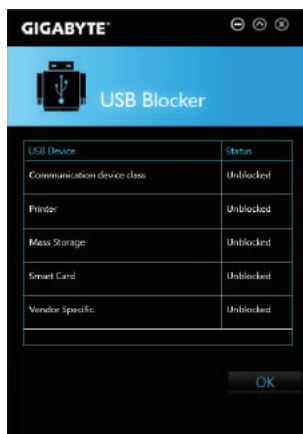 GIGABYTE™
USB Blocker
USB Device Status
Communication device class Unblocked
Printer Unblocked
Mass Storage Unblocked
Smart Card Unblocked
Vendor Specific Unblocked
OK